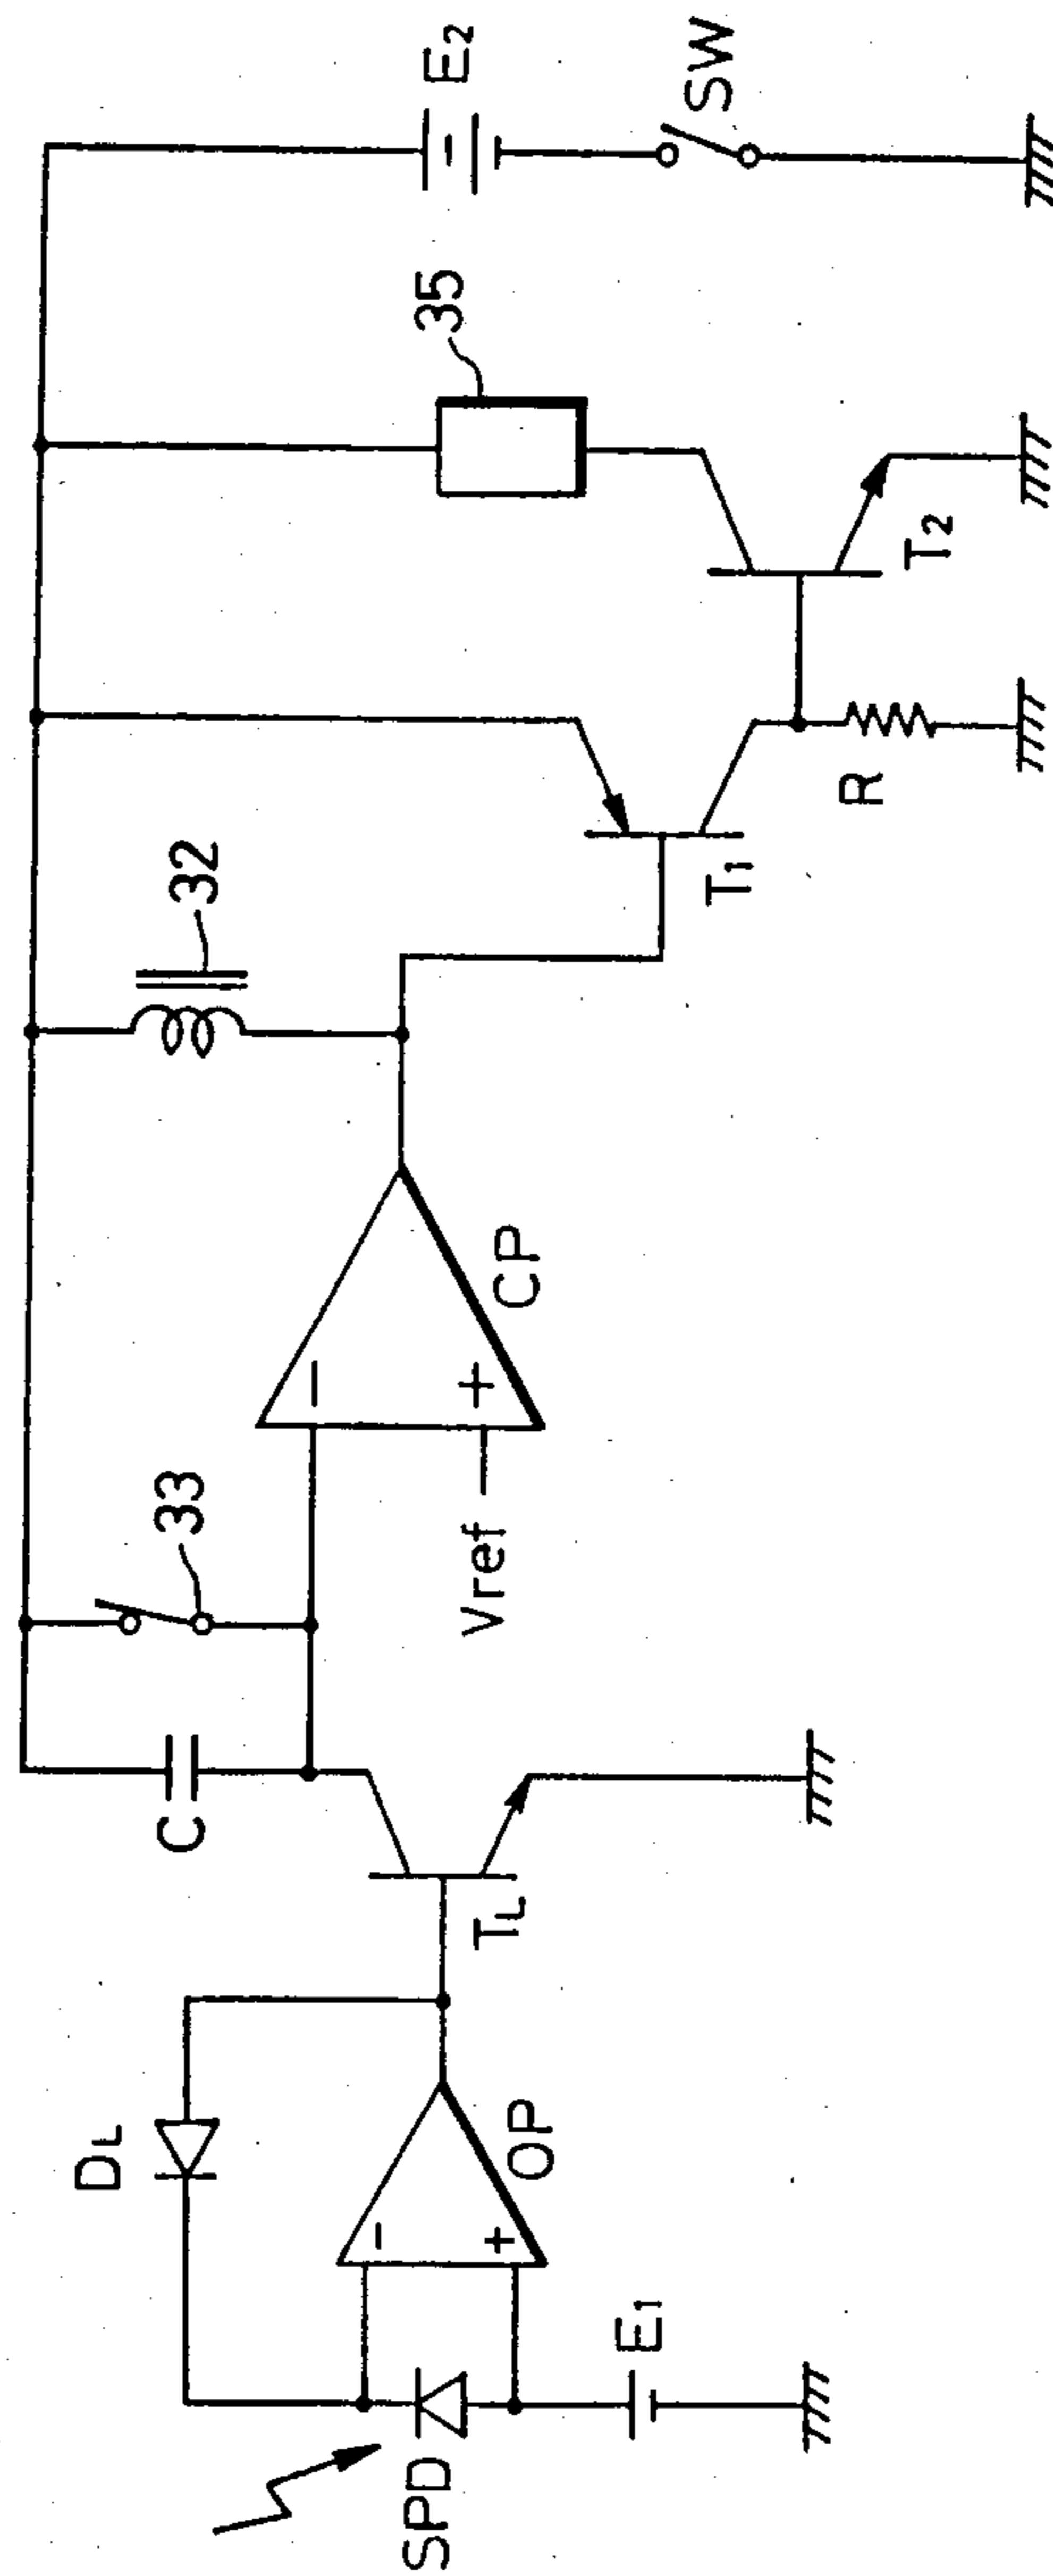 SPD
E1
DL
OP
-
+
TL
C
33
Vref
CP
-
+
32
T1
R
35
T2
E2
SW